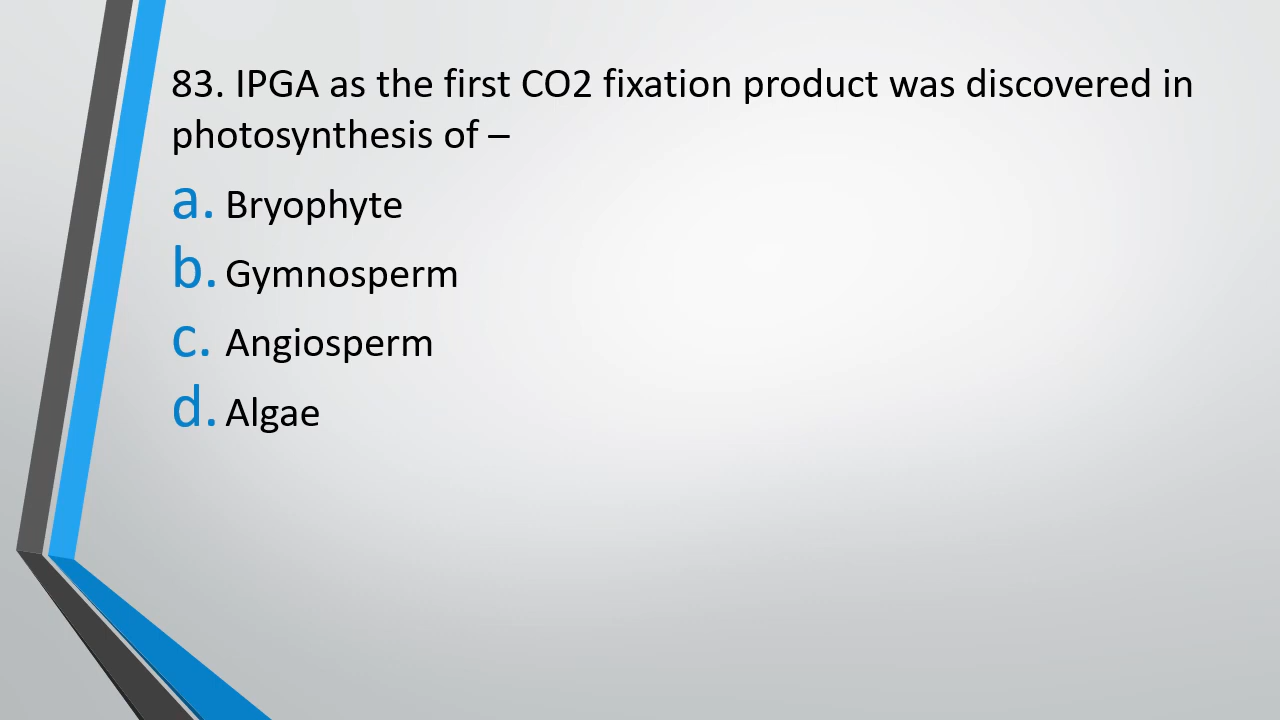 83. IPGA as the first CO2 fixation product was discovered in
photosynthesis of –
a. Bryophyte
b. Gymnosperm
c. Angiosperm
d. Algae